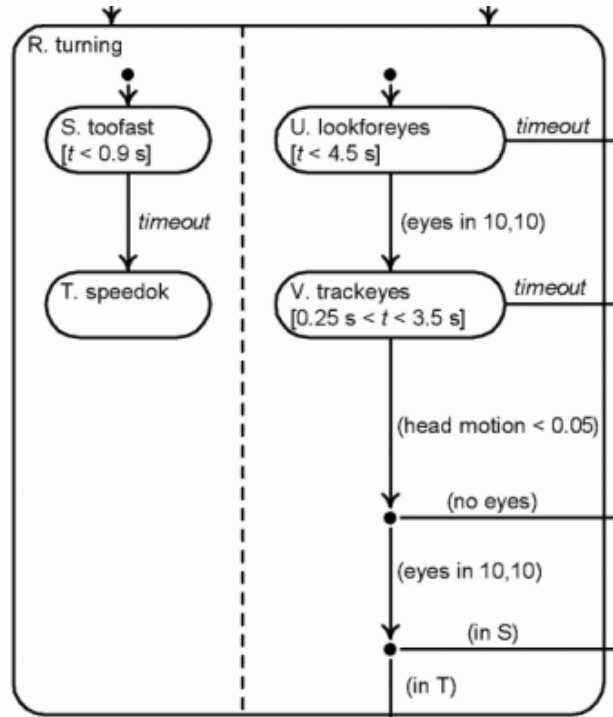 R. turning
S. toofast
[t < 0.9 s]
timeout
T. speedok
U. lookforeyes
[t < 4.5 s]
timeout
(eyes in 10,10)
V. trackeyes
[0.25 s < t < 3.5 s]
timeout
(head motion < 0.05)
(no eyes)
(eyes in 10,10)
(in S)
(in T)